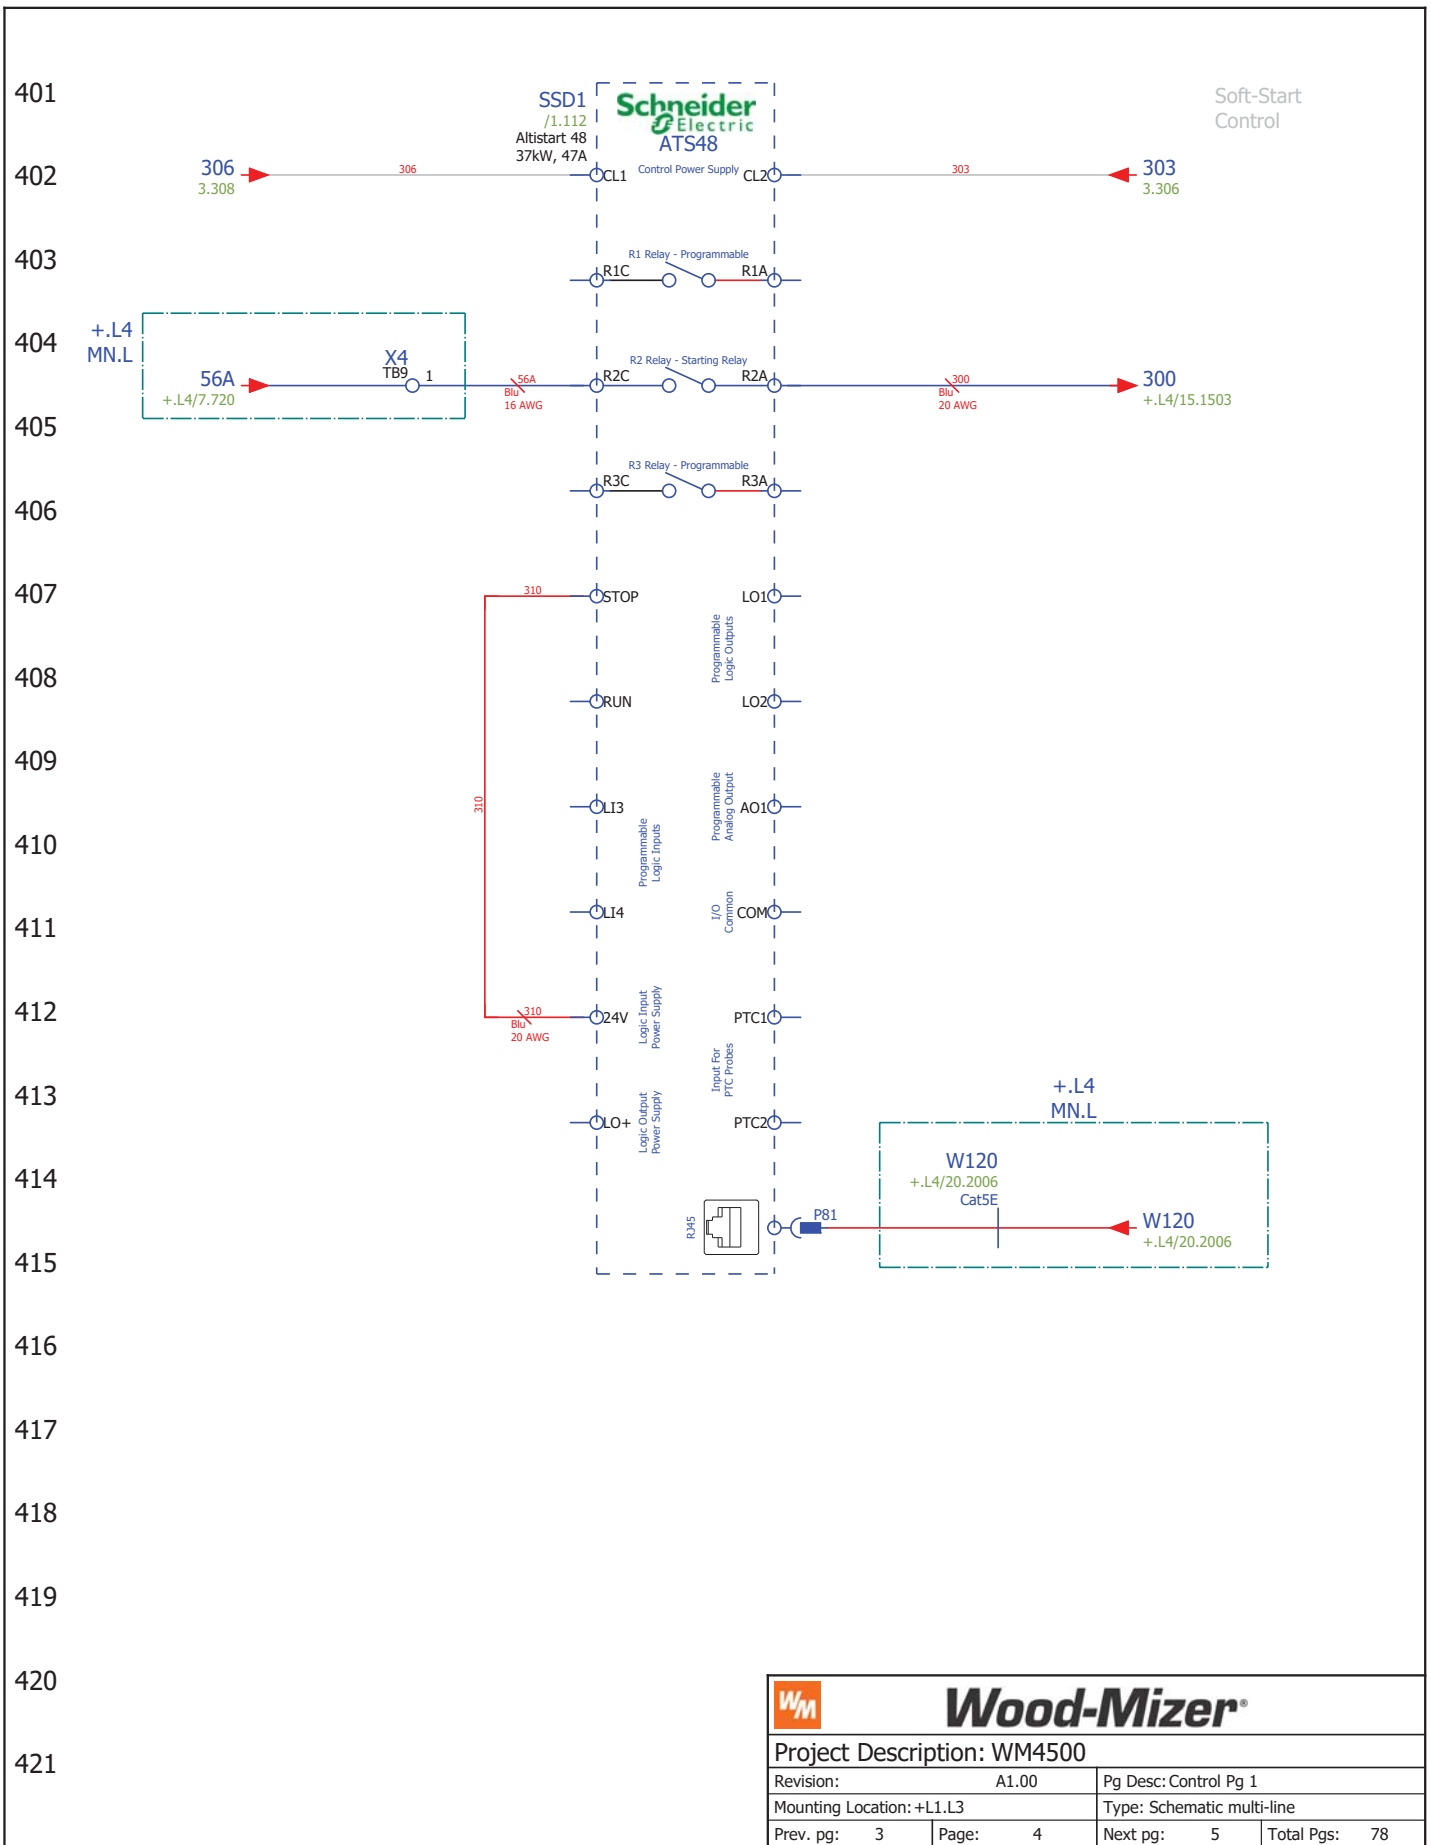 401
SSD1
/1.112
Altistart 48
37kW, 47A
Schneider
Electric
ATS48
Soft-Start
Control
402
306
3.308
306
CL1
Control Power Supply
CL2
303
303
3.306
403
R1 Relay - Programmable
R1C
R1A
404
+.L4
MN.L
56A
+.L4/7.720
X4
TB9
1
56A
Blu
16 AWG
R2 Relay - Starting Relay
R2C
R2A
300
Blu
20 AWG
300
+.L4/15.1503
405
R3 Relay - Programmable
R3C
R3A
406
407
310
STOP
LO1
Programmable
Logic Outputs
408
RUN
LO2
409
310
LI3
Programmable
Analog Output
AO1
410
Programmable
Logic Inputs
411
LI4
I/O
Common
COM
412
310
Blu
20 AWG
24V
Logic Input
Power Supply
PTC1
Input For
PTC Probes
413
LO+
Logic Output
Power Supply
PTC2
+.L4
MN.L
414
W120
+.L4/20.2006
Cat5E
RJ45
P81
W120
+.L4/20.2006
415
416
417
418
419
420
421
WM
Wood-Mizer®
Project Description: WM4500
Revision: A1.00
Pg Desc: Control Pg 1
Mounting Location: +L1.L3
Type: Schematic multi-line
Prev. pg: 3
Page: 4
Next pg: 5
Total Pgs: 78